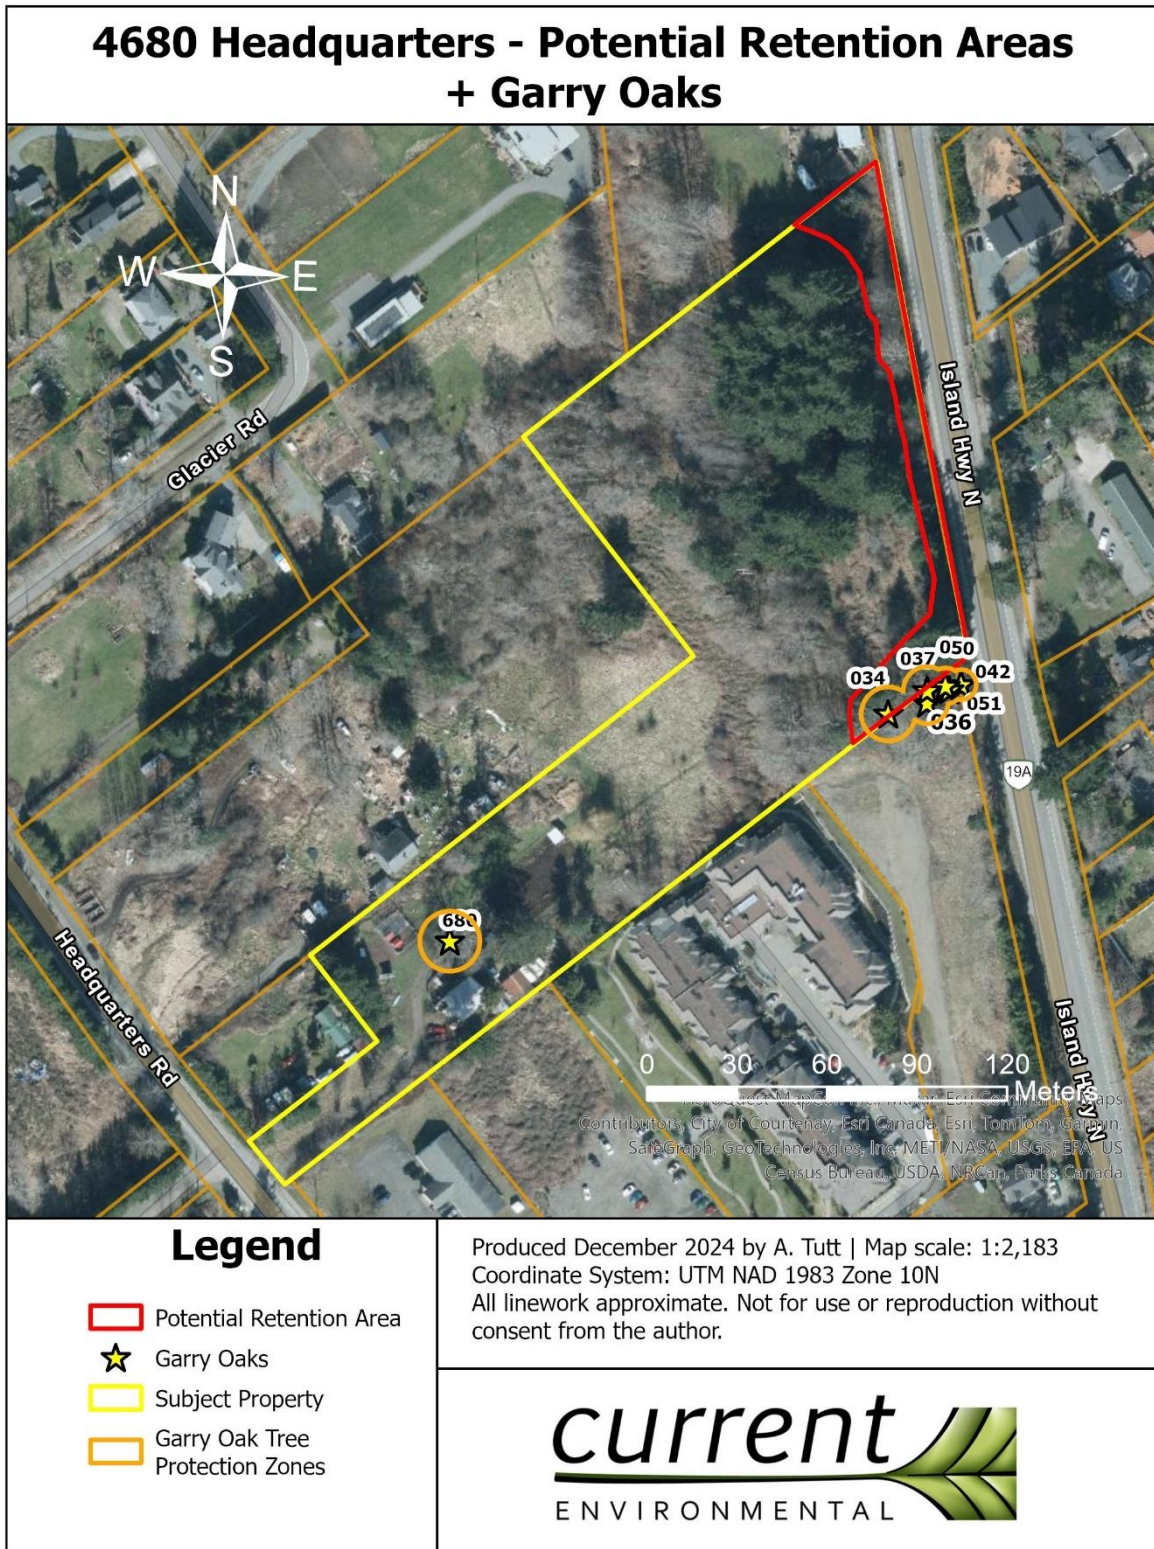 4680 Headquarters - Potential Retention Areas
+ Garry Oaks
N
W
E
S
Glacier Rd
Island Hwy N
050
037
034
042
051
036
19A
680
Headquarters Rd
Island Hwy N
0 30 60 90 120
Meters
Esri Community Maps
Contributors, City of Courtenay, Esri Canada, Esri, TomTom, Garmin,
SafeGraph, GeoTechnologies, Inc, METI/NASA, USGS, EPA, US
Census Bureau, USDA, NRCan, Parks Canada
Legend
Potential Retention Area
Garry Oaks
Subject Property
Garry Oak Tree
Protection Zones
Produced December 2024 by A. Tutt | Map scale: 1:2,183
Coordinate System: UTM NAD 1983 Zone 10N
All linework approximate. Not for use or reproduction without
consent from the author.
current
ENVIRONMENTAL